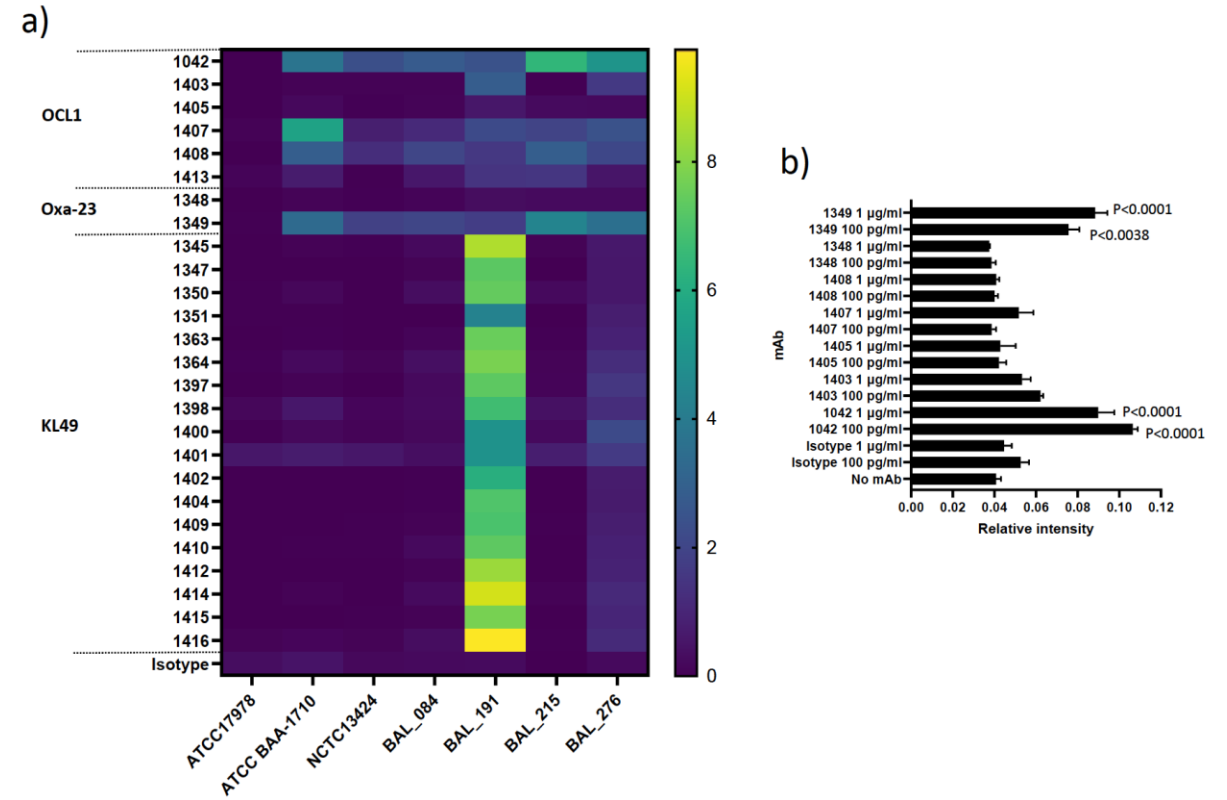 a)
OCL1
Oxa-23
KL49
1042
1403
1405
1407
1408
1413
1348
1349
1345
1347
1350
1351
1363
1364
1397
1398
1400
1401
1402
1404
1409
1410
1412
1414
1415
1416
Isotype
ATCC17978
ATCC BAA-1710
NCTC13424
BAL_084
BAL_191
BAL_215
BAL_276
8
6
4
2
0
b)
mAb
1349 1 µg/ml
1349 100 pg/ml
1348 1 µg/ml
1348 100 pg/ml
1408 1 µg/ml
1408 100 pg/ml
1407 1 µg/ml
1407 100 pg/ml
1405 1 µg/ml
1405 100 pg/ml
1403 1 µg/ml
1403 100 pg/ml
1042 1 µg/ml
1042 100 pg/ml
Isotype 1 µg/ml
Isotype 100 pg/ml
No mAb
P<0.0001
P<0.0038
P<0.0001
P<0.0001
0.00 0.02 0.04 0.06 0.08 0.10 0.12
Relative intensity